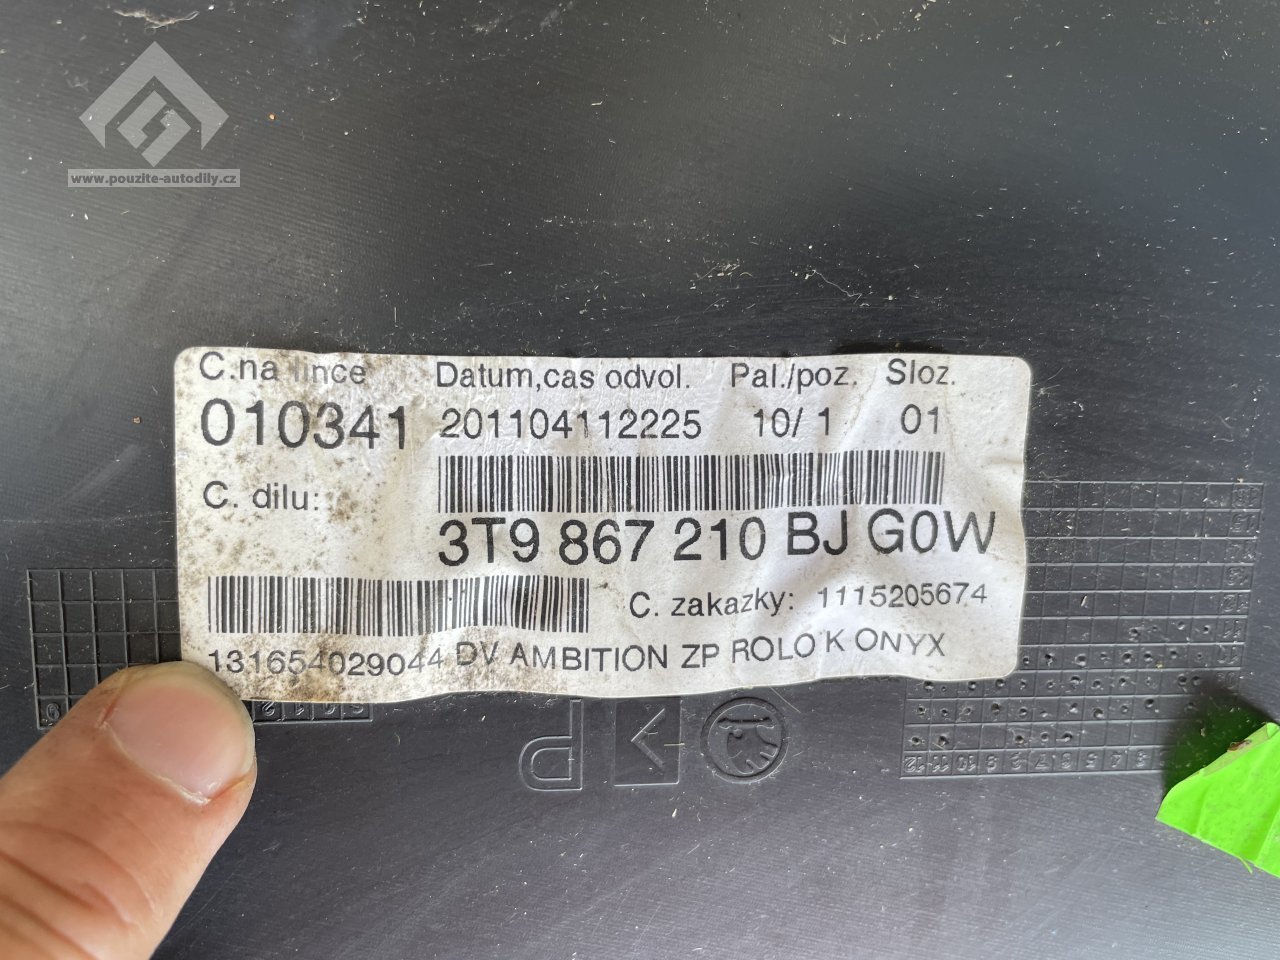 www.pouzite-autodily.cz
C.na lince Datum,cas odvol. Pal./poz. Sloz.
010341 201104112225 10/ 1 01
C. dilu:
3T9 867 210 BJ G0W
C. zakazky: 1115205674
131654029044 DV AMBITION ZP ROLO K ONYX
P